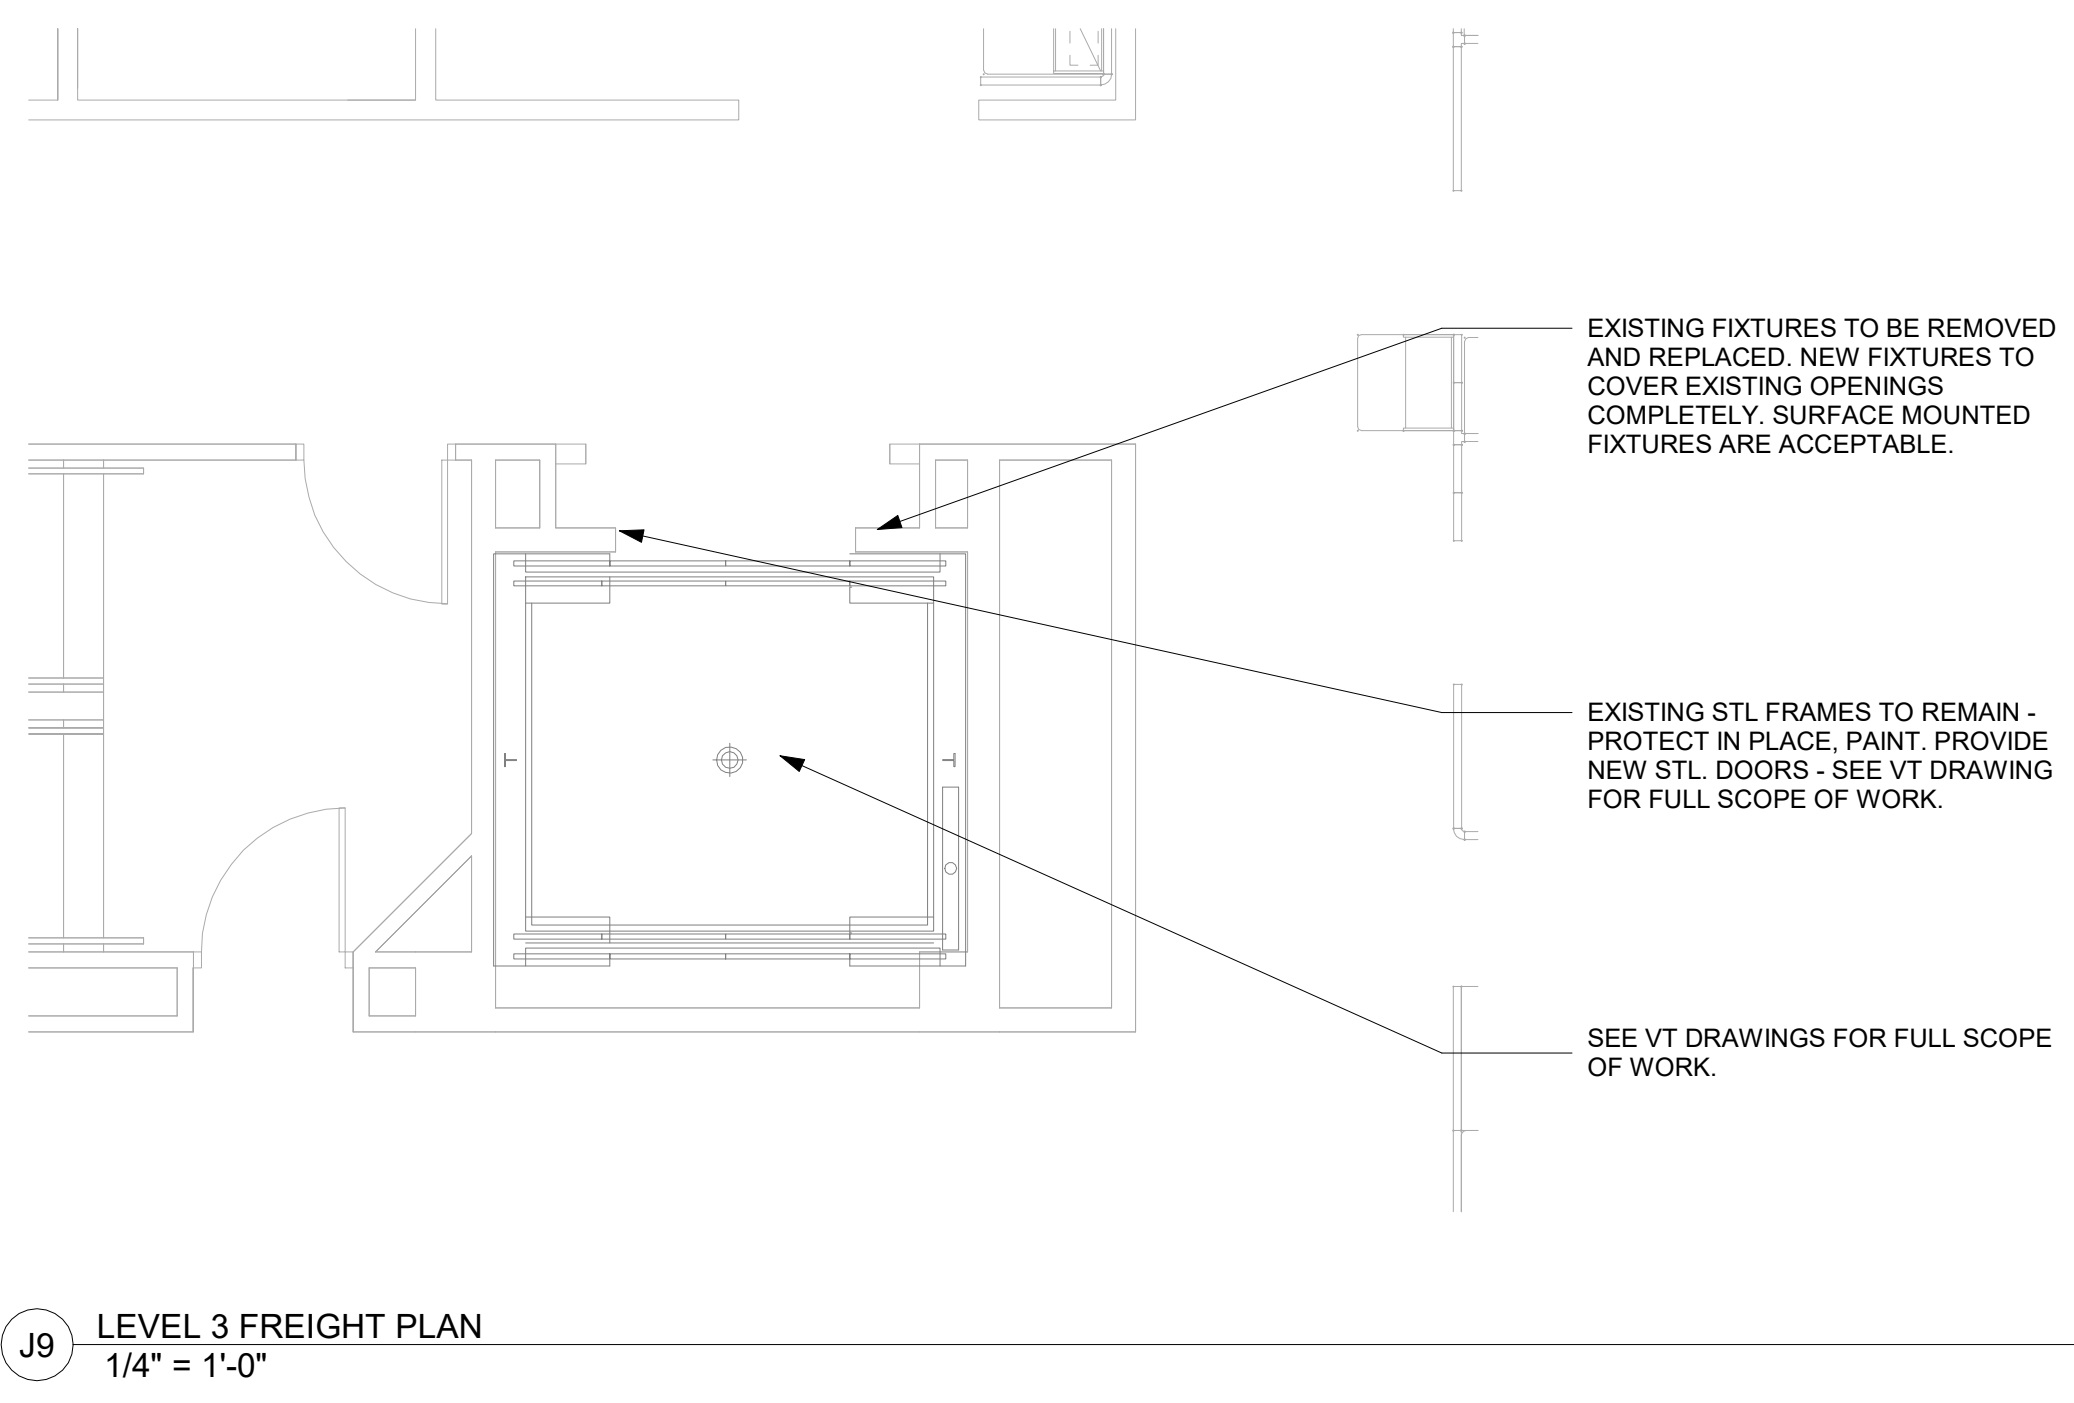 EXISTING FIXTURES TO BE REMOVED
AND REPLACED. NEW FIXTURES TO
COVER EXISTING OPENINGS
COMPLETELY. SURFACE MOUNTED
FIXTURES ARE ACCEPTABLE.
EXISTING STL FRAMES TO REMAIN -
PROTECT IN PLACE, PAINT. PROVIDE
NEW STL. DOORS - SEE VT DRAWING
FOR FULL SCOPE OF WORK.
SEE VT DRAWINGS FOR FULL SCOPE
OF WORK.
J9
LEVEL 3 FREIGHT PLAN
1/4" = 1'-0"